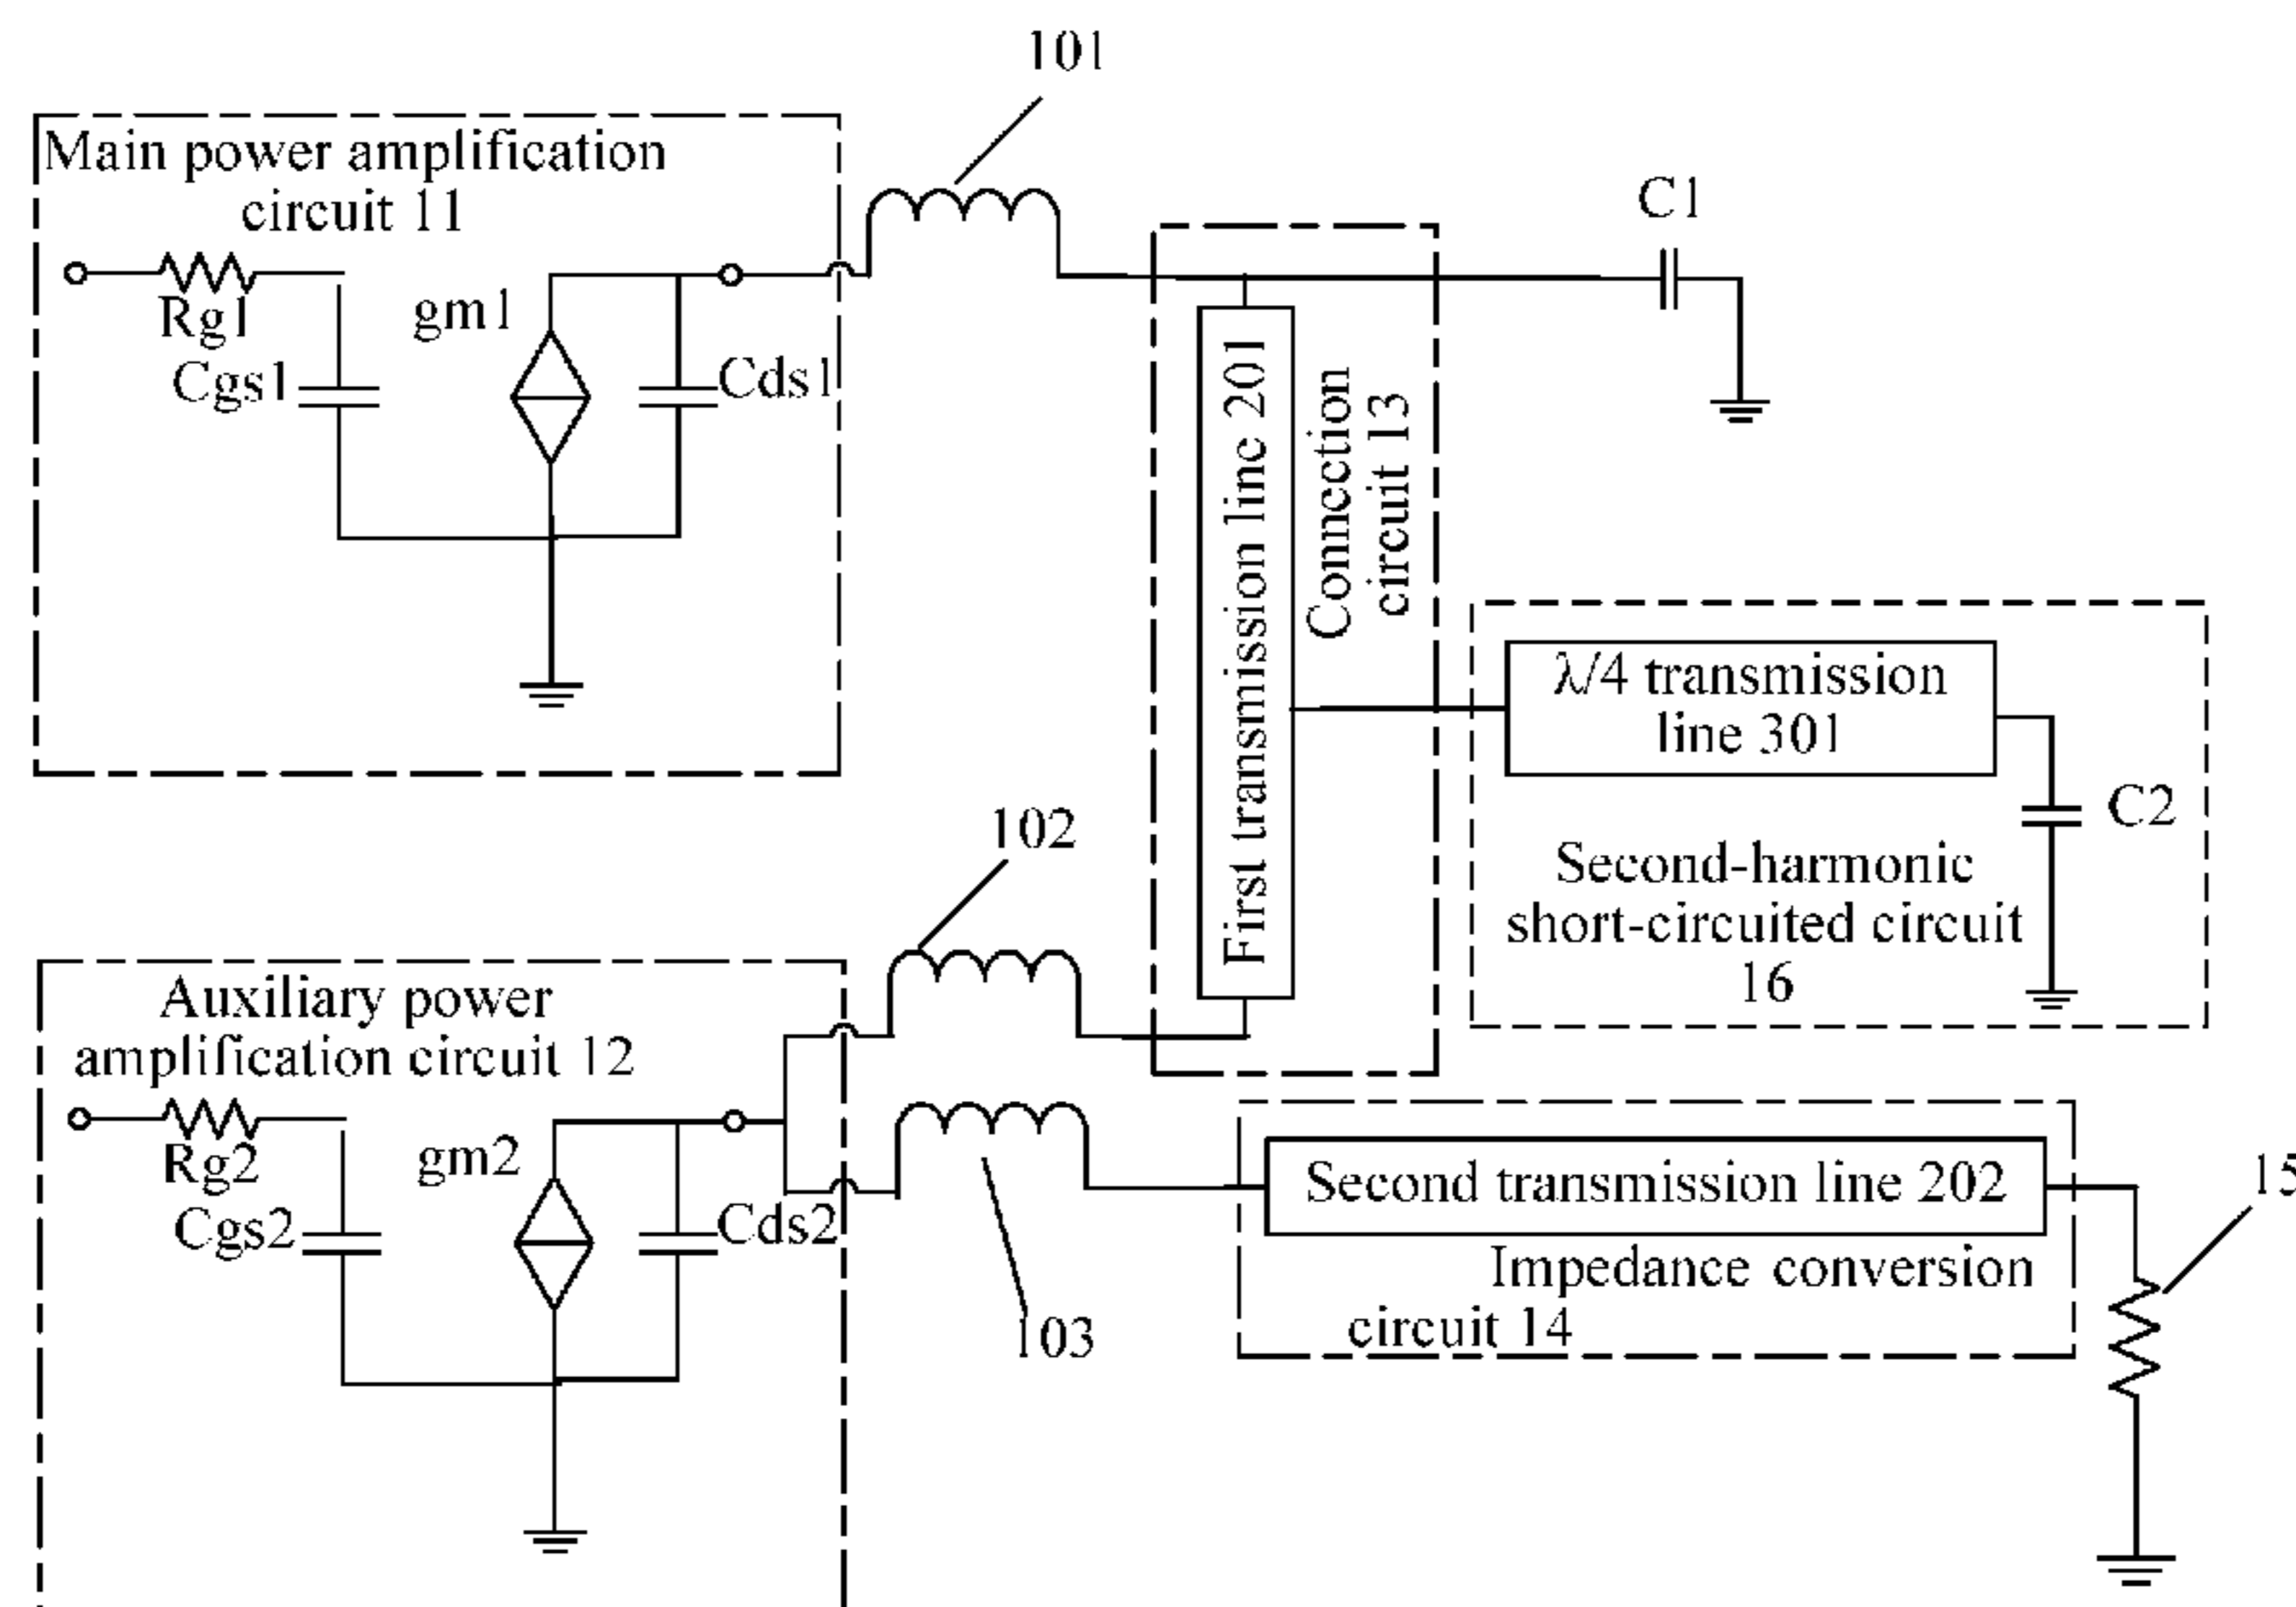 101
Main power amplification
circuit 11
C1
Rg1
gm1
Cgs1
Cds1
First transmission line 201
Connection
circuit 13
λ/4 transmission
line 301
C2
Second-harmonic
short-circuited circuit
16
102
Auxiliary power
amplification circuit 12
Rg2
gm2
Cgs2
Cds2
103
Second transmission line 202
Impedance conversion
circuit 14
15